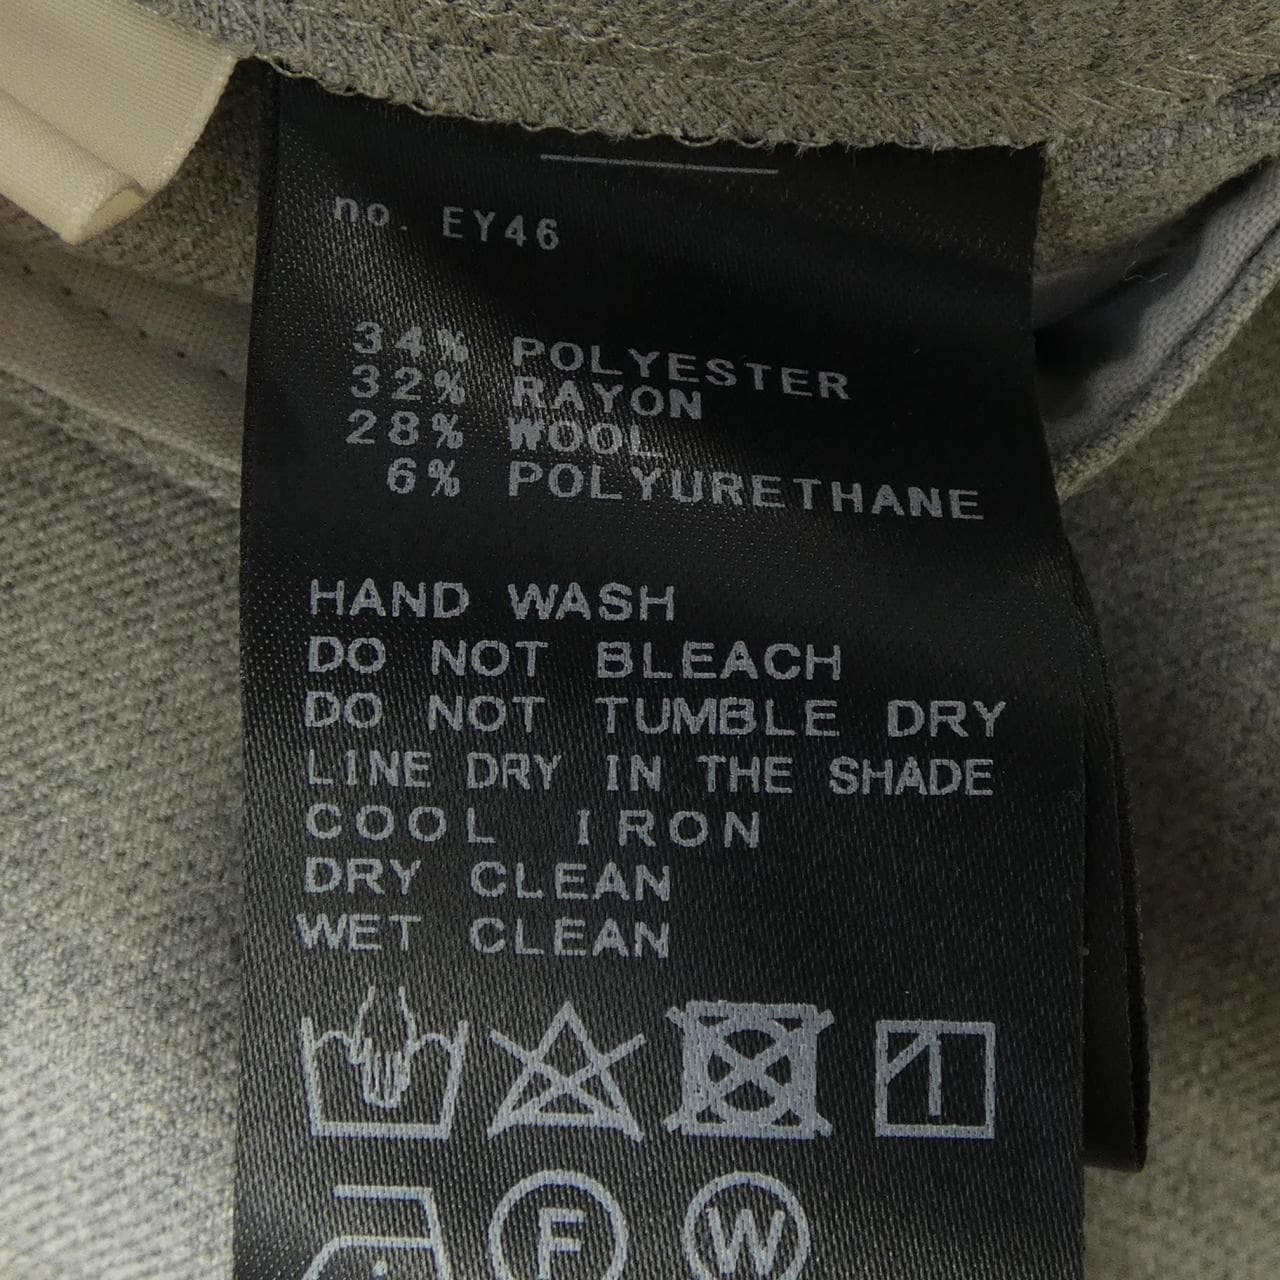 no. EY46
34% POLYESTER
32% RAYON
28% WOOL
6% POLYURETHANE
HAND WASH
DO NOT BLEACH
DO NOT TUMBLE DRY
LINE DRY IN THE SHADE
COOL IRON
DRY CLEAN
WET CLEAN
F W